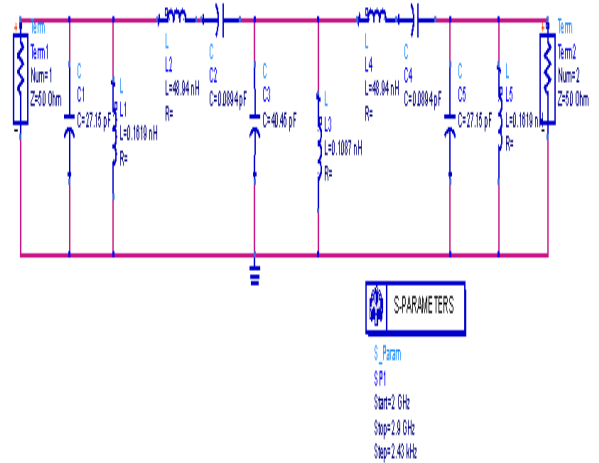 Term
Term1
Num=1
Z=50 Ohm
C
C1
C=27.15 pF
L
L1
L=0.1619 nH
R=
L
L2
L=48.94 nH
R=
C
C2
C=0.0894 pF
C
C3
C=40.45 pF
L
L3
L=0.1087 nH
R=
L
L4
L=48.94 nH
R=
C
C4
C=0.0894 pF
C
C5
C=27.15 pF
L
L5
L=0.1619 nH
R=
Term
Term2
Num=2
Z=50 Ohm
S-PARAMETERS
S_Param
SP1
Start=2 GHz
Stop=2.9 GHz
Step=2.43 kHz